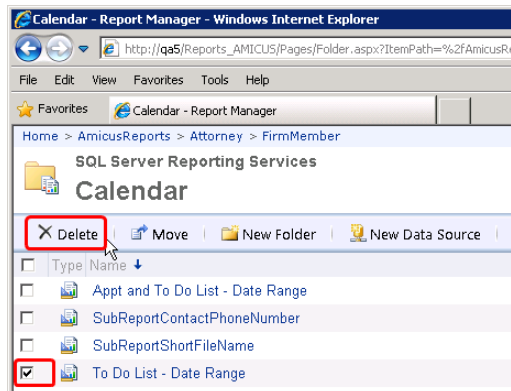 Calendar - Report Manager - Windows Internet Explorer
http://qa5/Reports_AMICUS/Pages/Folder.aspx?ItemPath=%2fAmicusRe
File Edit View Favorites Tools Help
Favorites Calendar - Report Manager
Home > AmicusReports > Attorney > FirmMember
SQL Server Reporting Services
Calendar
Delete Move New Folder New Data Source
Type Name
Appt and To Do List - Date Range
SubReportContactPhoneNumber
SubReportShortFileName
To Do List - Date Range